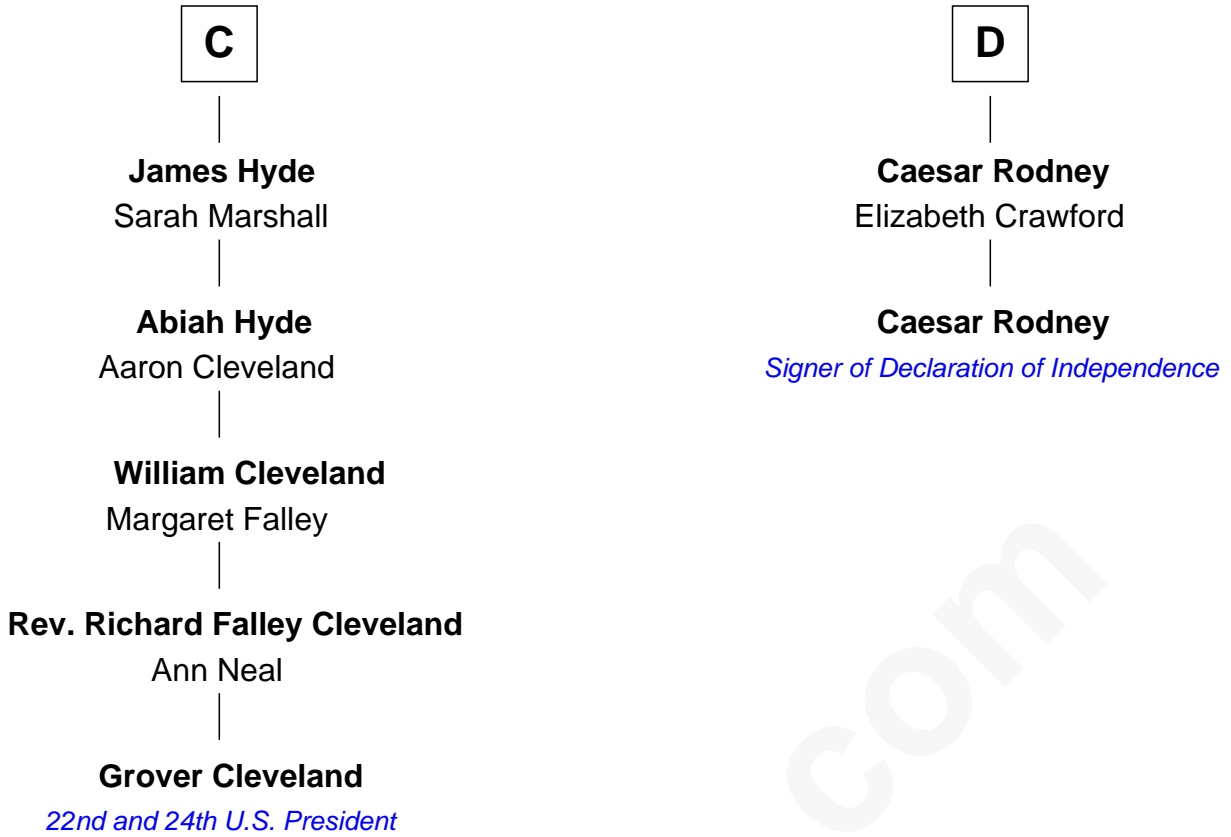 C
James Hyde
Sarah Marshall
Abiah Hyde
Aaron Cleveland
William Cleveland
Margaret Falley
Rev. Richard Falley Cleveland
Ann Neal
Grover Cleveland
22nd and 24th U.S. President
D
Caesar Rodney
Elizabeth Crawford
Caesar Rodney
Signer of Declaration of Independence
com